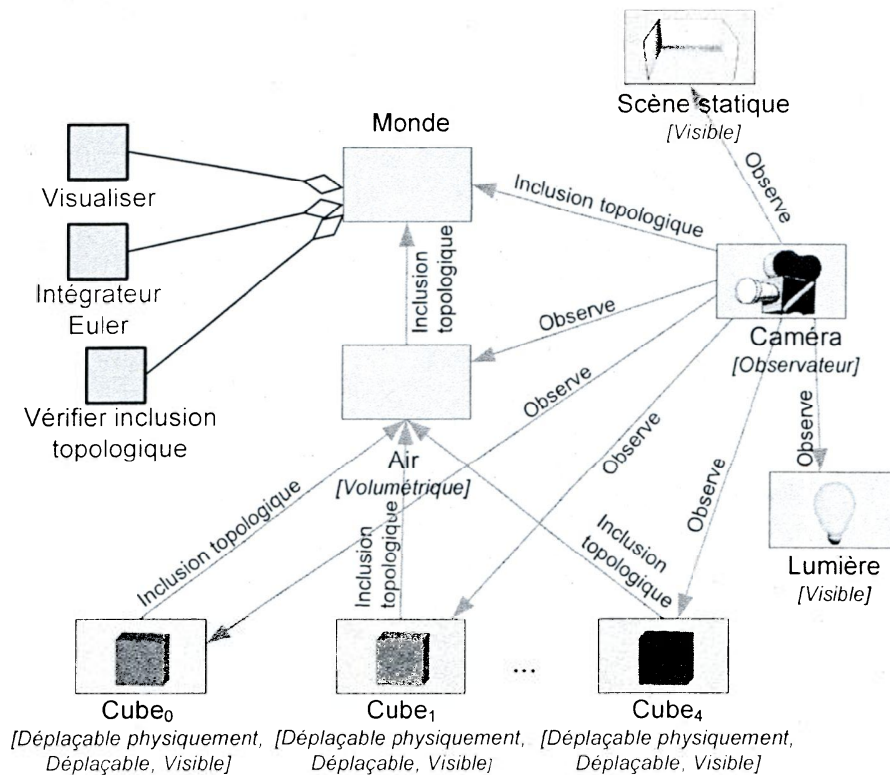 Scène statique
[Visible]
Monde
Visualiser
Intégrateur
Euler
Vérifier inclusion
topologique
Inclusion topologique
Observe
Inclusion
topologique
Observe
Caméra
[Observateur]
Observe
Observe
Observe
Observe
Air
[Volumétrique]
Inclusion topologique
Inclusion
topologique
Inclusion
topologique
Lumière
[Visible]
...
Cube₀
[Déplaçable physiquement,
Déplaçable, Visible]
Cube₁
[Déplaçable physiquement,
Déplaçable, Visible]
Cube₄
[Déplaçable physiquement,
Déplaçable, Visible]